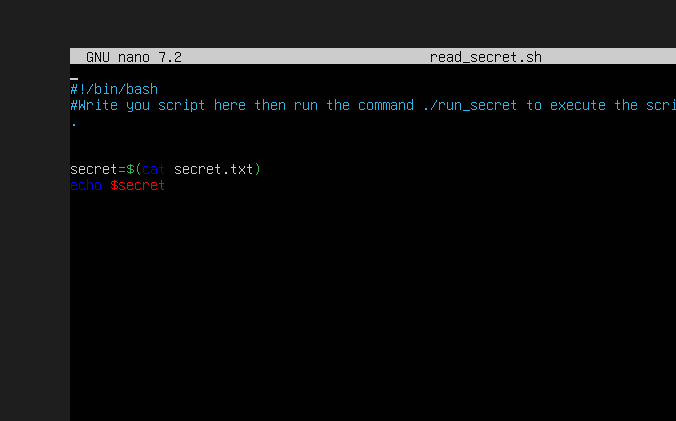 GNU nano 7.2 read_secret.sh
#!/bin/bash
#Write you script here then run the command ./run_secret to execute the scri
.
secret=$(cat secret.txt)
echo $secret